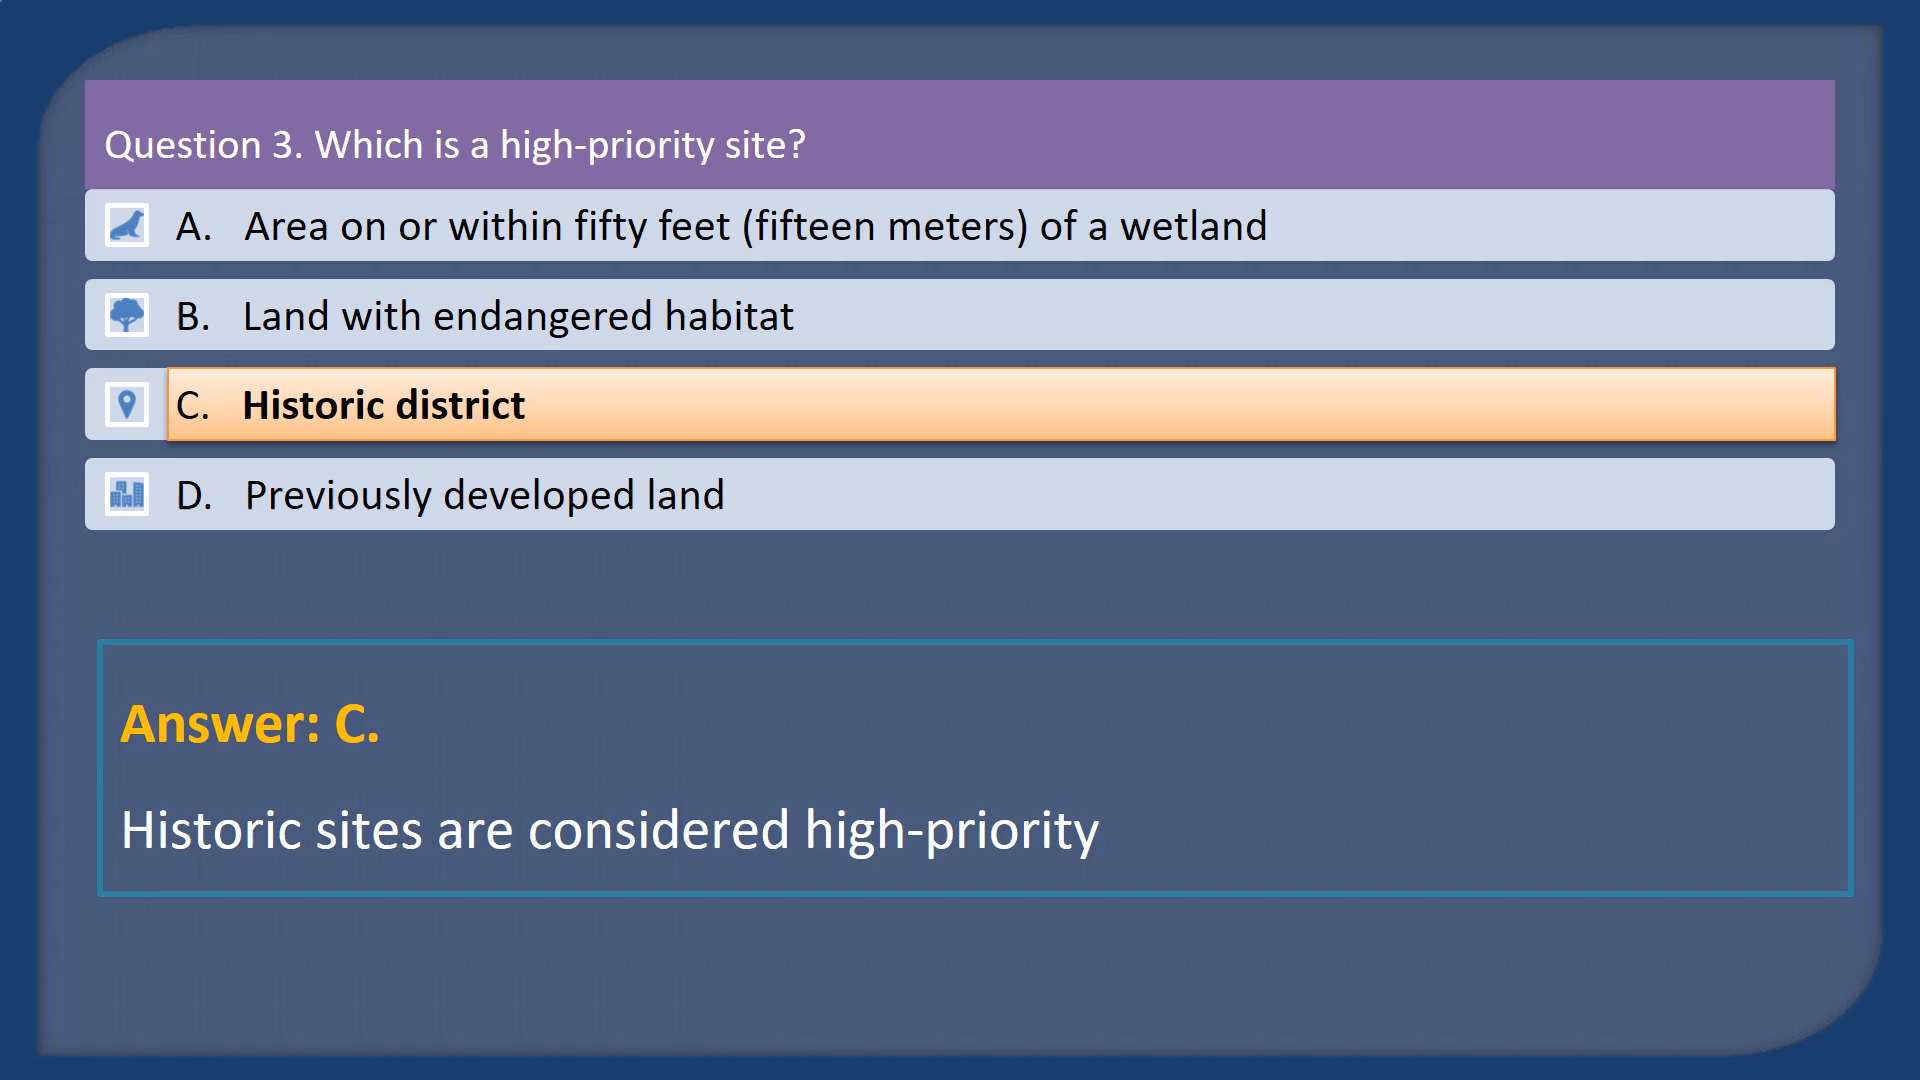 Question 3. Which is a high-priority site?
A. Area on or within fifty feet (fifteen meters) of a wetland
B. Land with endangered habitat
C. Historic district
D. Previously developed land
Answer: C.
Historic sites are considered high-priority